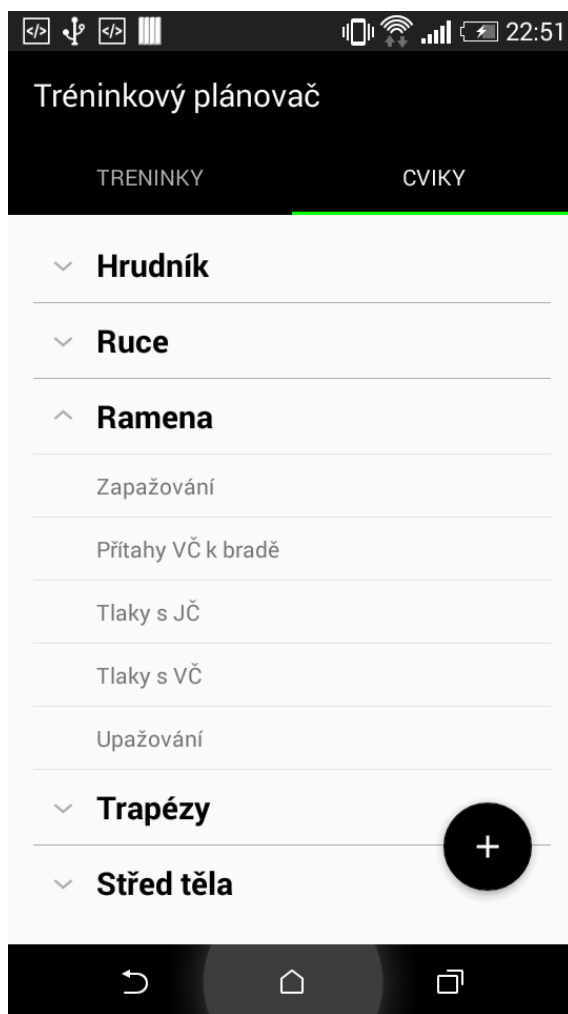 22:51
Tréninkový plánovač
TRENINKY CVIKY
Hrudník
Ruce
Ramena
Zapažování
Přítahy VČ k bradě
Tlaky s JČ
Tlaky s VČ
Upažování
Trapézy
Střed těla